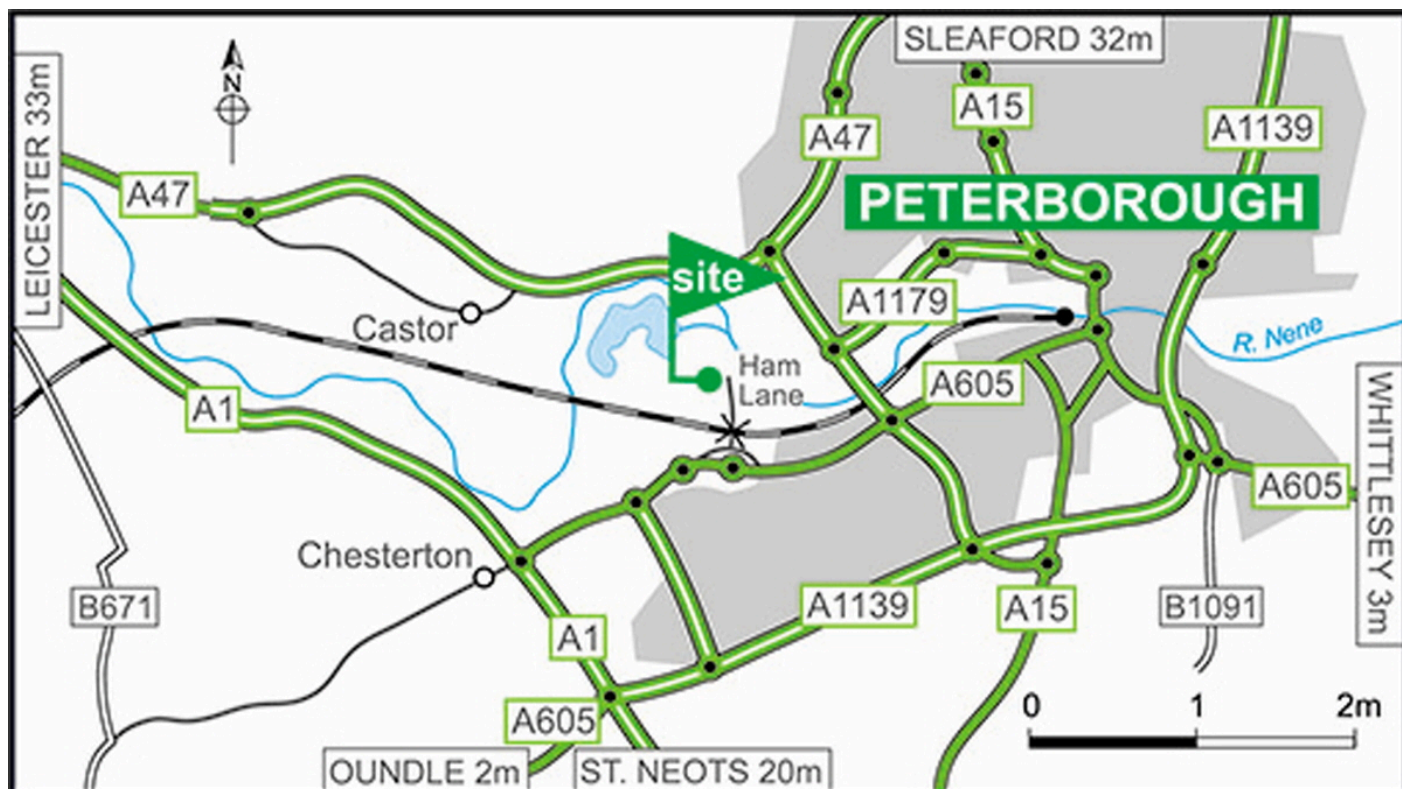 SLEAFORD 32m
LEICESTER 33m
N
A15
A47
A1139
A47
PETERBOROUGH
site
A1179
Castor
R. Nene
Ham
Lane
A605
A1
WHITTLESEY 3m
A605
Chesterton
B671
A1139
A15
B1091
A1
A605
0 1 2m
OUNDLE 2m
ST. NEOTS 20m